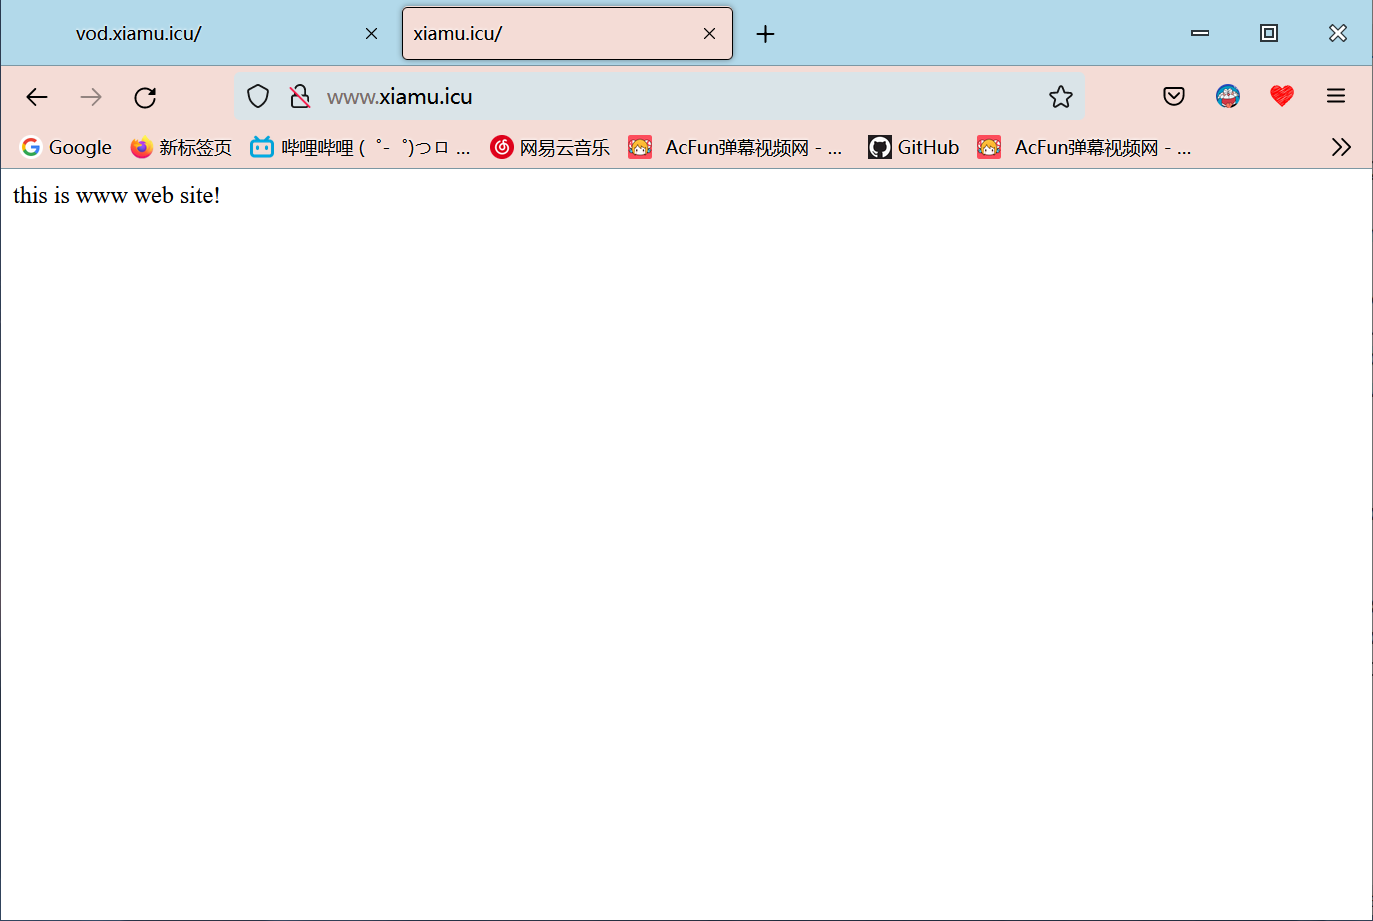 vod.xiamu.icu/
xiamu.icu/
www.xiamu.icu
Google 新标签页 哔哩哔哩 ( ゜- ゜)つロ ... 网易云音乐 AcFun弹幕视频网 - ... GitHub AcFun弹幕视频网 - ...
this is www web site!